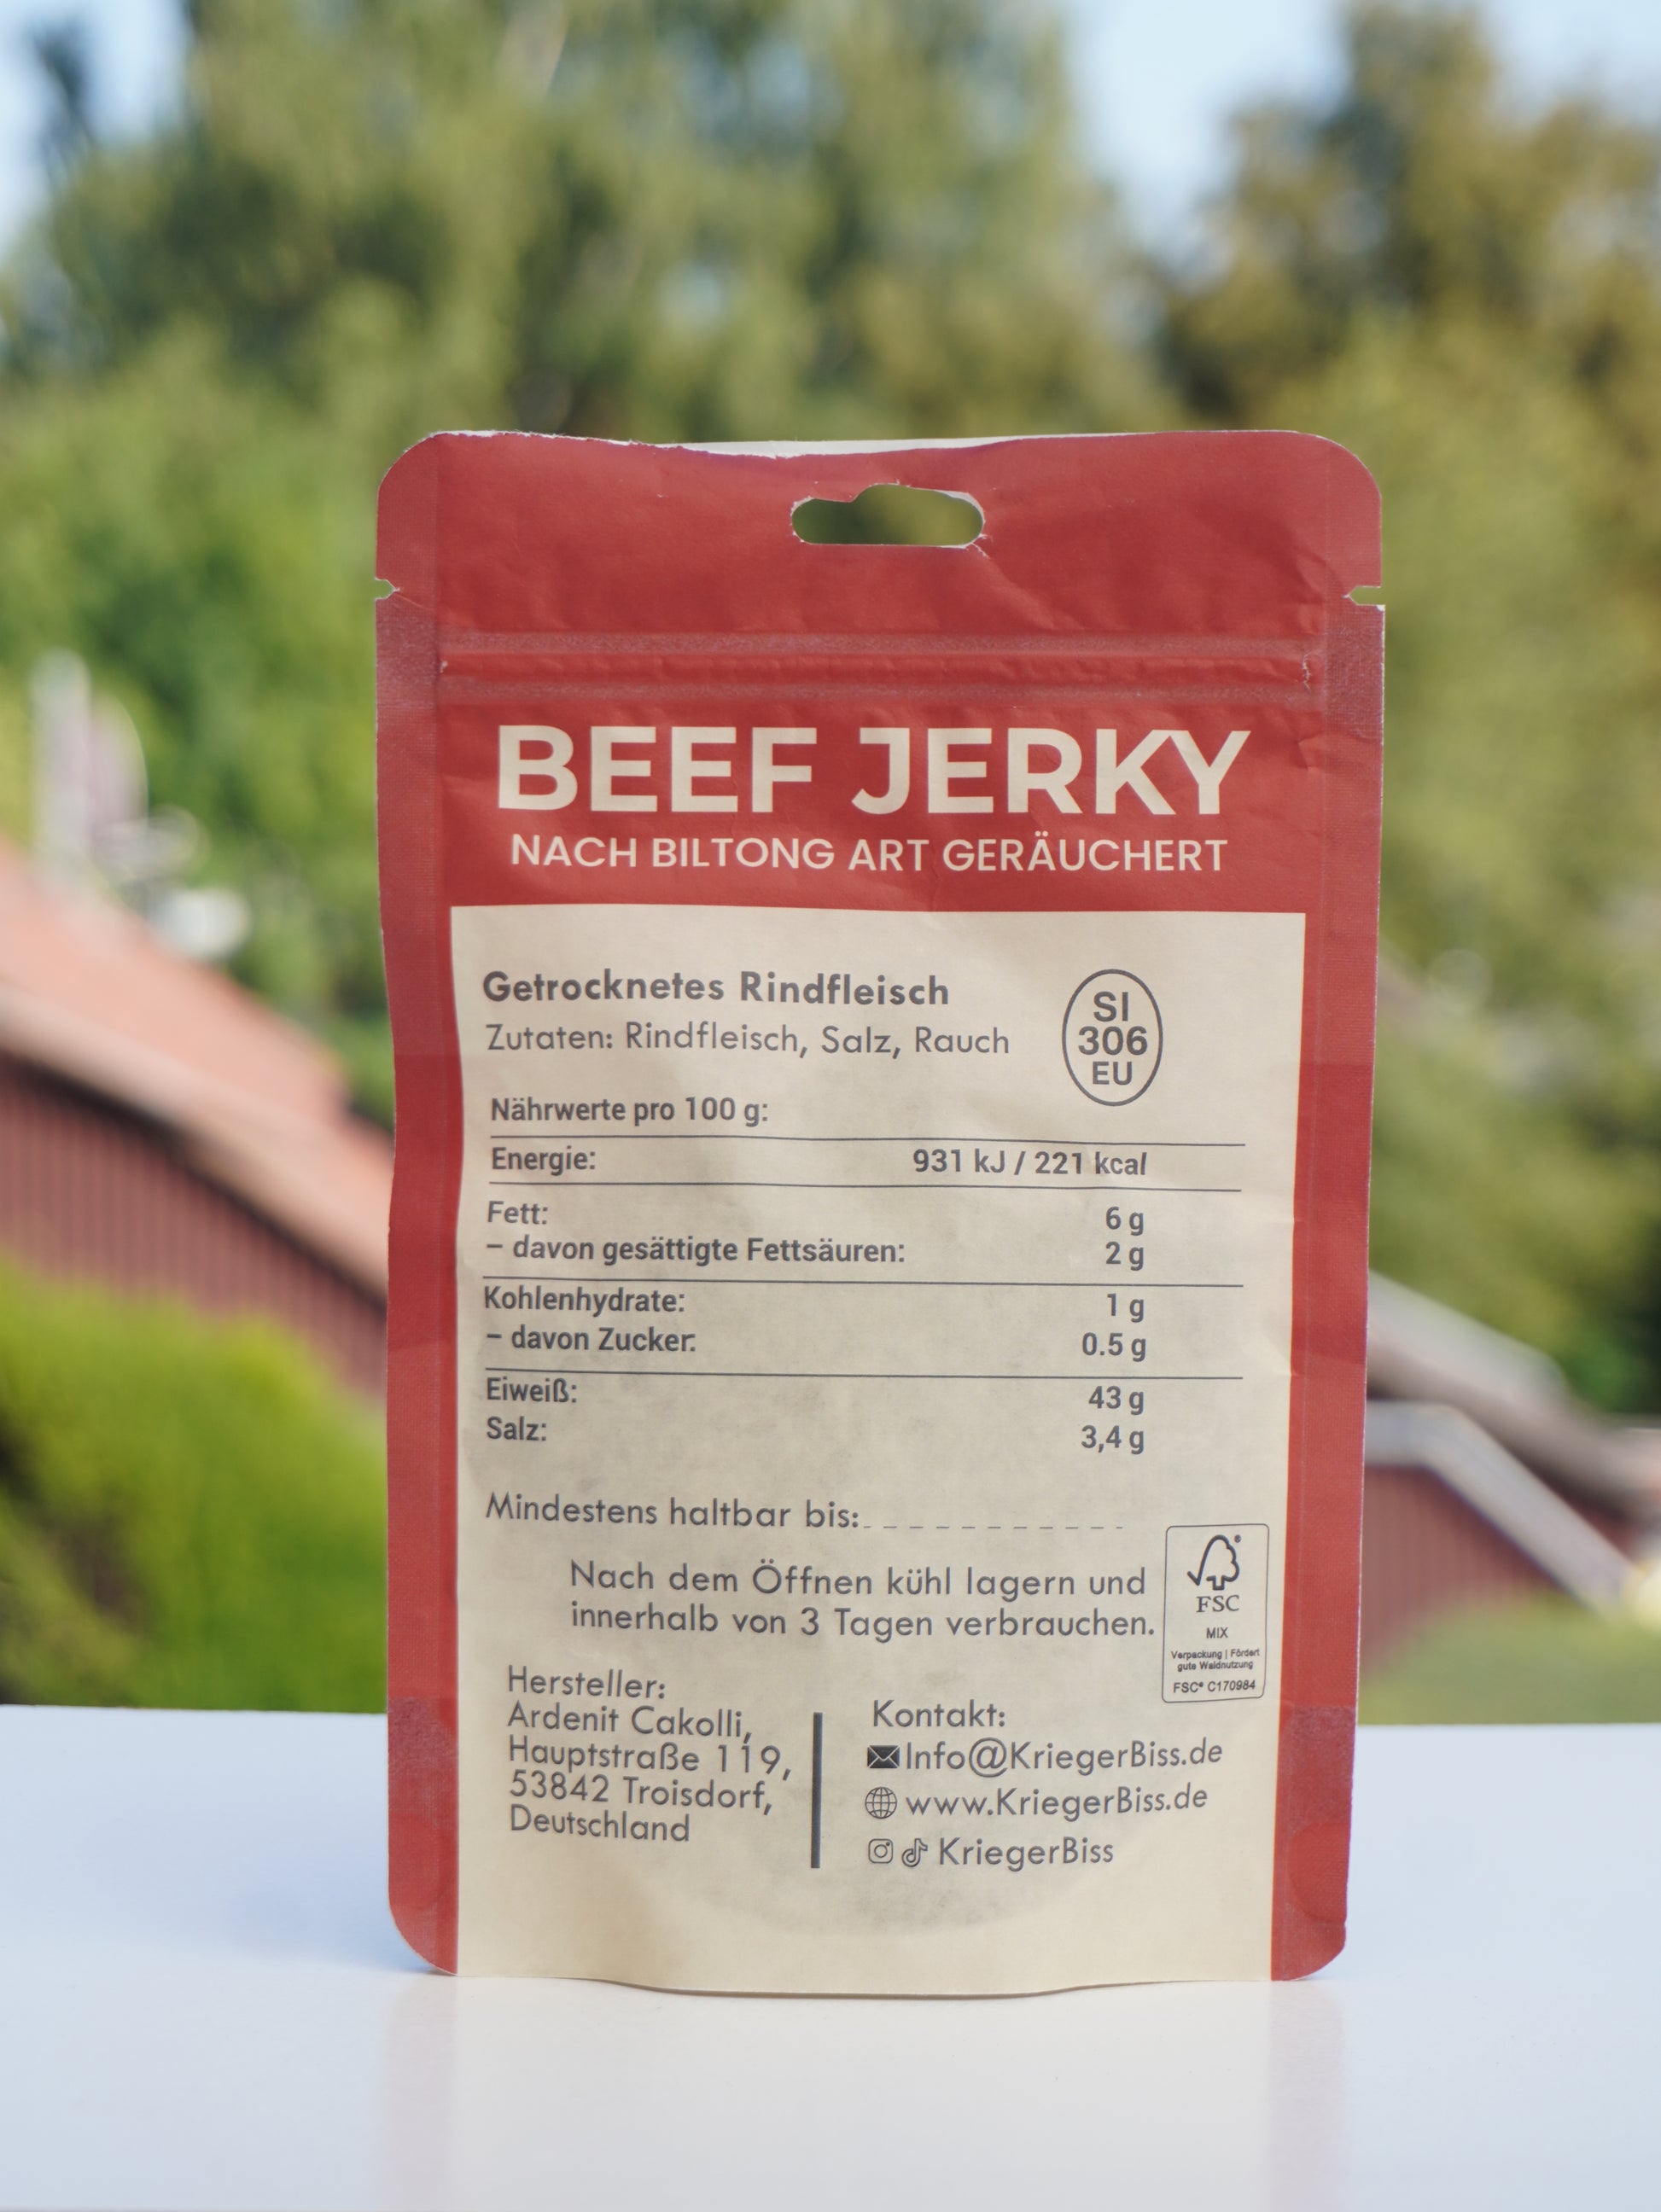 BEEF JERKY
NACH BILTONG ART GERÄUCHERT
Getrocknetes Rindfleisch
Zutaten: Rindfleisch, Salz, Rauch
SI
306
EU
Nährwerte pro 100 g:
Energie: 931 kJ / 221 kcal
Fett: 6 g
– davon gesättigte Fettsäuren: 2 g
Kohlenhydrate: 1 g
– davon Zucker: 0.5 g
Eiweiß: 43 g
Salz: 3,4 g
Mindestens haltbar bis:_ _ _ _ _ _ _ _ _ _ _ _
Nach dem Öffnen kühl lagern und
innerhalb von 3 Tagen verbrauchen.
FSC
MIX
Verpackung | Fördert
gute Waldnutzung
FSC® C170984
Hersteller:
Ardenit Cakolli,
Hauptstraße 119,
53842 Troisdorf,
Deutschland
Kontakt:
Info@KriegerBiss.de
www.KriegerBiss.de
KriegerBiss